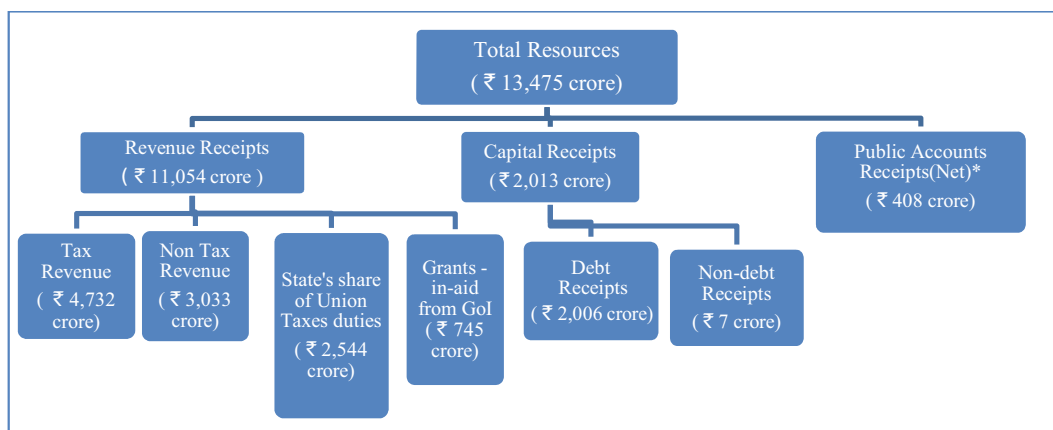 Total Resources
( ₹ 13,475 crore)
Revenue Receipts
( ₹ 11,054 crore )
Capital Receipts
(₹ 2,013 crore)
Public Accounts
Receipts(Net)*
(₹ 408 crore)
Tax
Revenue
( ₹ 4,732
crore)
Non Tax
Revenue
( ₹ 3,033
crore)
State's share
of Union
Taxes duties
( ₹ 2,544
crore)
Grants -
in-aid
from GoI
( ₹ 745
crore)
Debt
Receipts
( ₹ 2,006 crore)
Non-debt
Receipts
( ₹ 7 crore)